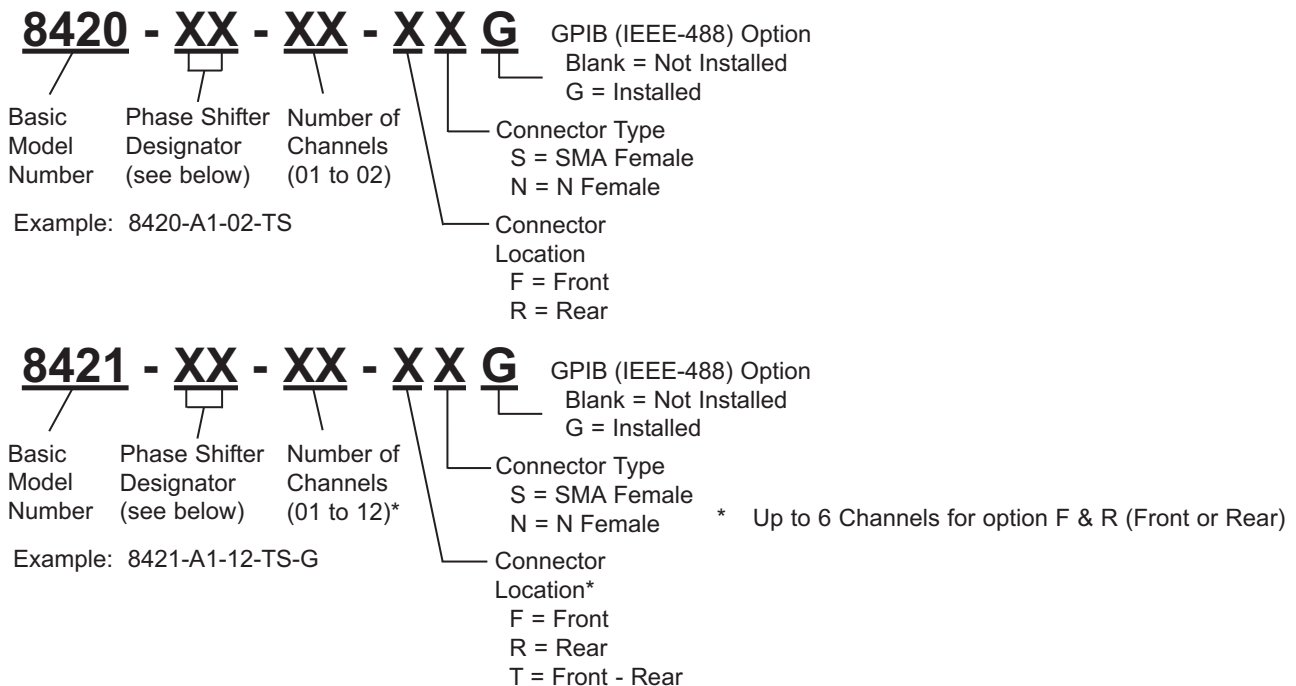 8420 - XX - XX - X X G
GPIB (IEEE-488) Option
Blank = Not Installed
G = Installed
Basic
Model
Number
Phase Shifter
Designator
(see below)
Number of
Channels
(01 to 02)
Connector Type
S = SMA Female
N = N Female
Example: 8420-A1-02-TS
Connector
Location
F = Front
R = Rear
8421 - XX - XX - X X G
GPIB (IEEE-488) Option
Blank = Not Installed
G = Installed
Basic
Model
Number
Phase Shifter
Designator
(see below)
Number of
Channels
(01 to 12)*
Connector Type
S = SMA Female
N = N Female
* Up to 6 Channels for option F & R (Front or Rear)
Example: 8421-A1-12-TS-G
Connector
Location*
F = Front
R = Rear
T = Front - Rear